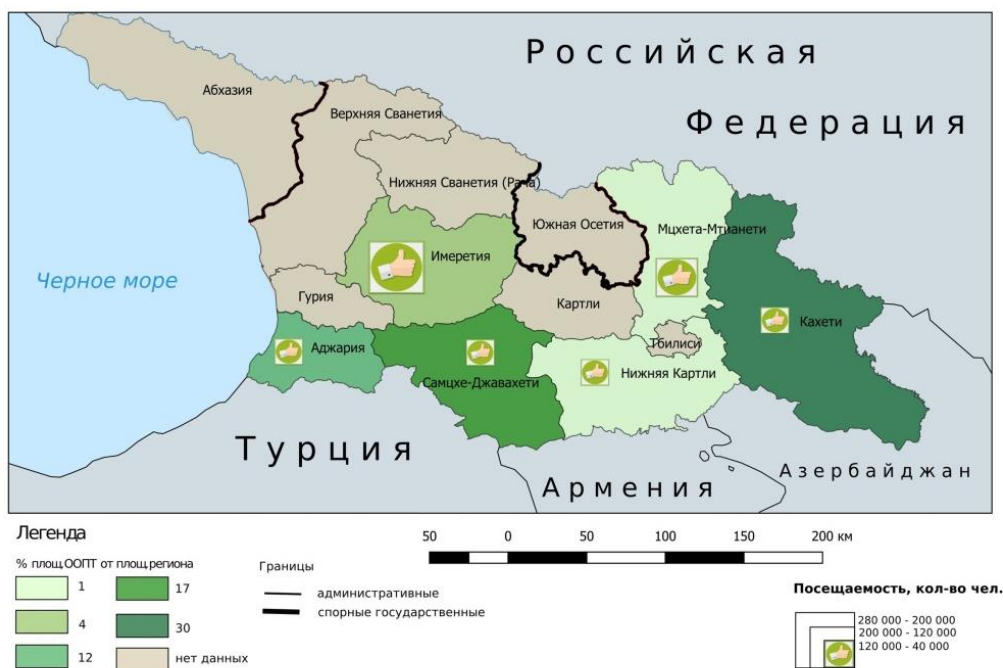 Российская
Федерация
Абхазия
Верхняя Сванетия
Нижняя Сванетия (Рача)
Южная Осетия
Мцхета-Мтианети
Имеретия
Черное море
Гурия
Картли
Кахети
Аджария
Тбилиси
Самцхе-Джавахети
Нижняя Картли
Турция
Азербайджан
Армения
Легенда
% площ.ООПТ от площ.региона
1
4
12
17
30
нет данных
Границы
административные
спорные государственные
50 0 50 100 150 200 км
Посещаемость, кол-во чел.
280 000 - 200 000
200 000 - 120 000
120 000 - 40 000